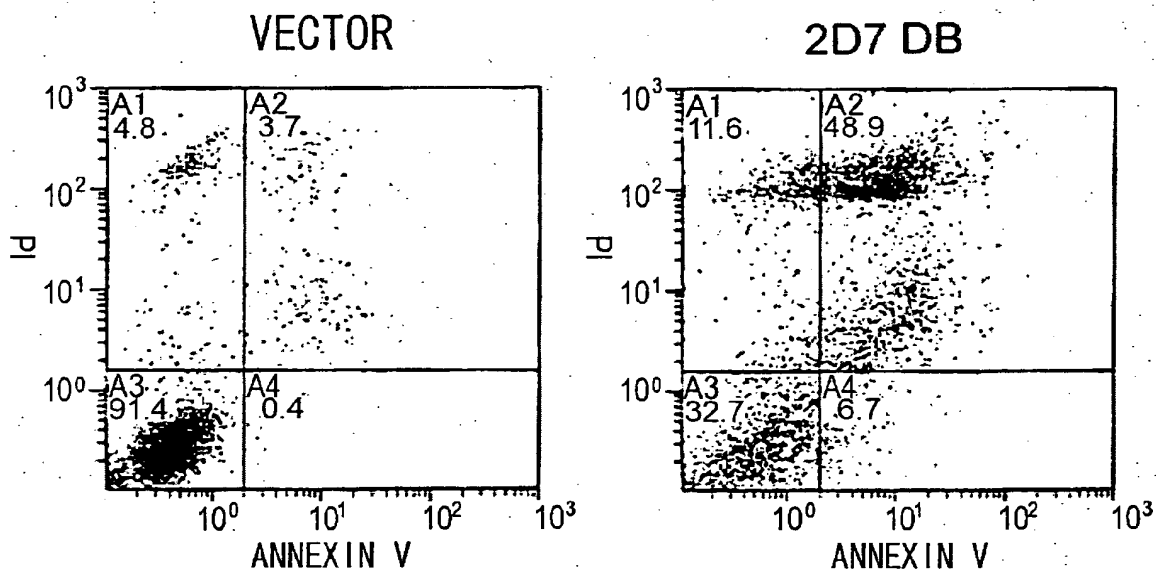 VECTOR
10³
A1
4.8
A2
3.7
10²
PI
10¹
10⁰
A3
91.4
A4
0.4
10⁰ 10¹ 10² 10³
ANNEXIN V
2D7 DB
10³
A1
11.6
A2
48.9
10²
PI
10¹
10⁰
A3
32.7
A4
6.7
10⁰ 10¹ 10² 10³
ANNEXIN V